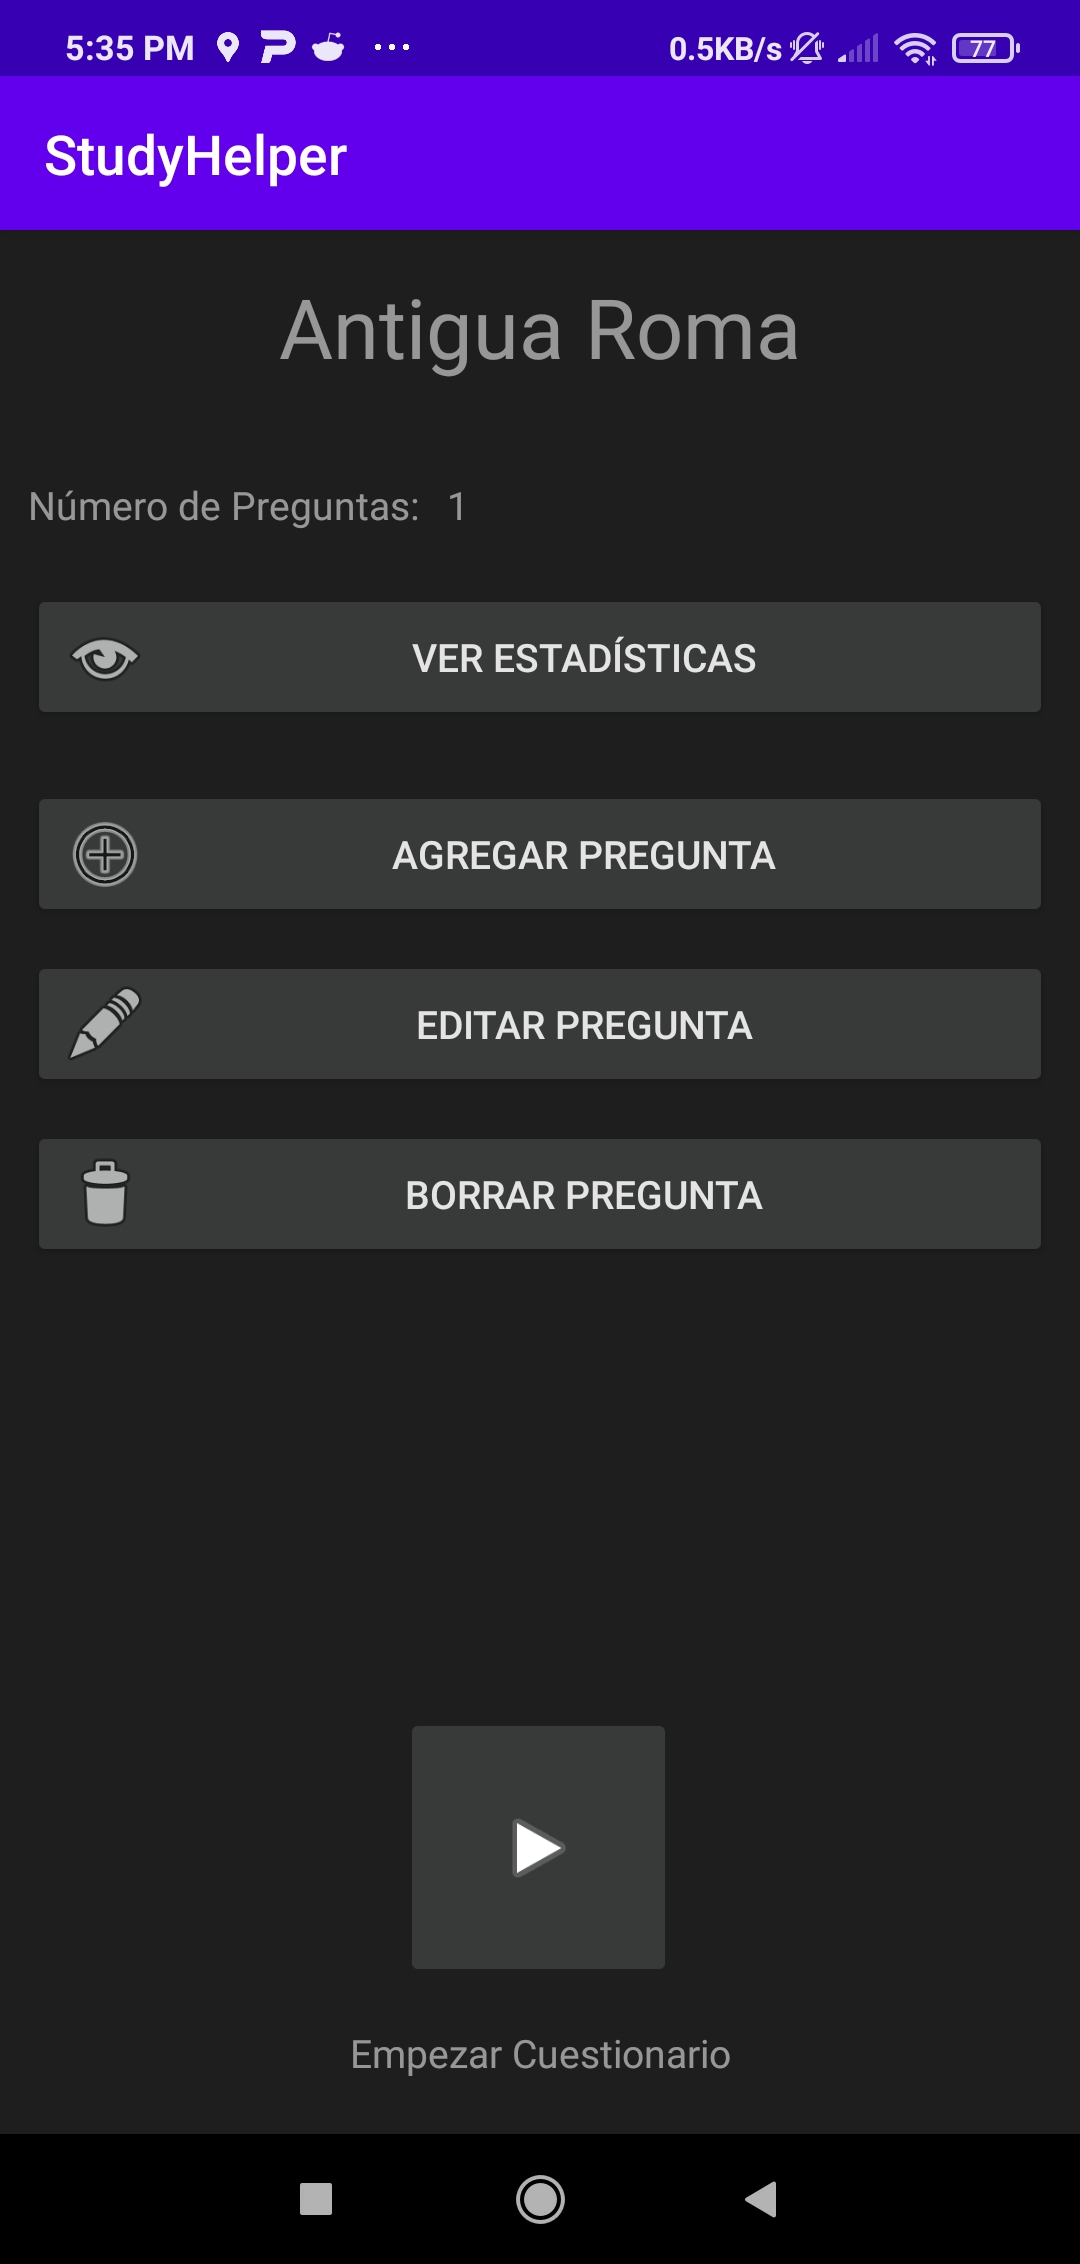 5:35 PM 0.5KB/s 77
StudyHelper
Antigua Roma
Número de Preguntas: 1
VER ESTADÍSTICAS
AGREGAR PREGUNTA
EDITAR PREGUNTA
BORRAR PREGUNTA
Empezar Cuestionario